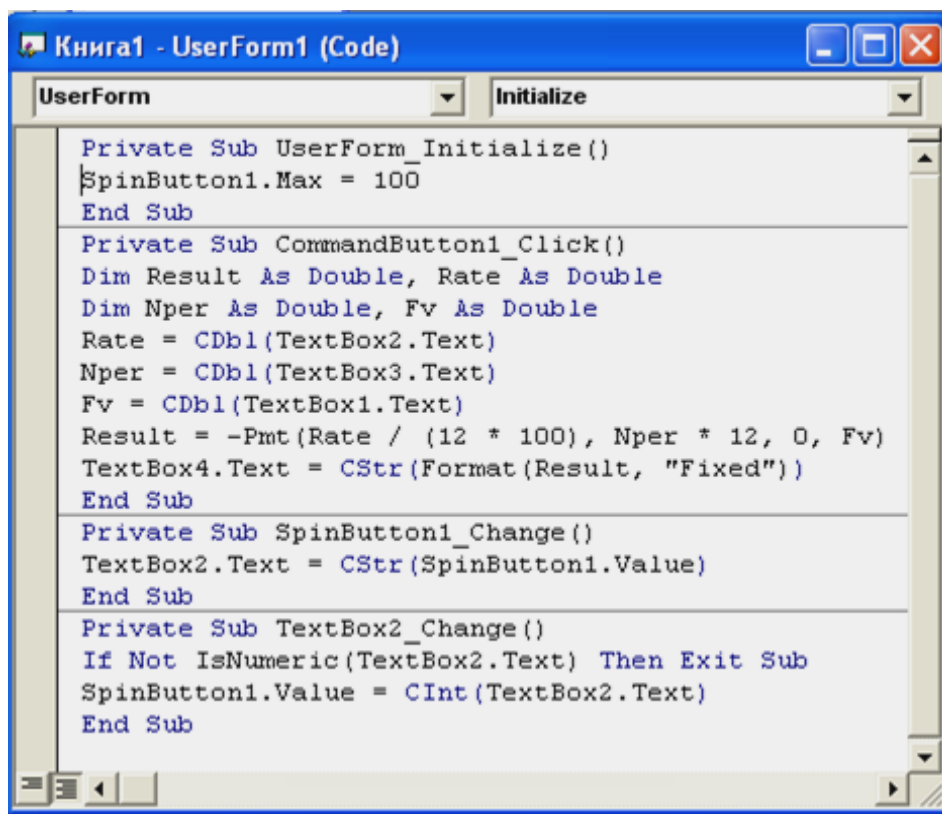 Книга1 - UserForm1 (Code)
UserForm Initialize
Private Sub UserForm_Initialize()
SpinButton1.Max = 100
End Sub
Private Sub CommandButton1_Click()
Dim Result As Double, Rate As Double
Dim Nper As Double, Fv As Double
Rate = CDbl(TextBox2.Text)
Nper = CDbl(TextBox3.Text)
Fv = CDbl(TextBox1.Text)
Result = -Pmt(Rate / (12 * 100), Nper * 12, 0, Fv)
TextBox4.Text = CStr(Format(Result, "Fixed"))
End Sub
Private Sub SpinButton1_Change()
TextBox2.Text = CStr(SpinButton1.Value)
End Sub
Private Sub TextBox2_Change()
If Not IsNumeric(TextBox2.Text) Then Exit Sub
SpinButton1.Value = CInt(TextBox2.Text)
End Sub